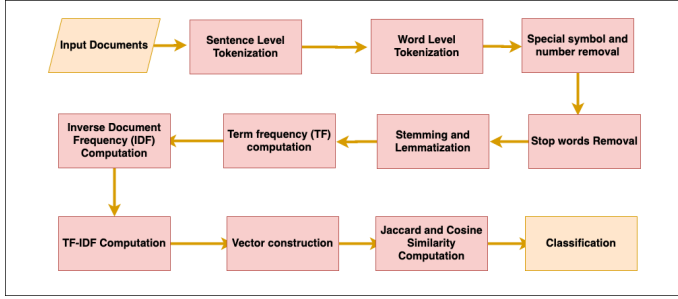 Input Documents
Sentence Level
Tokenization
Word Level
Tokenization
Special symbol and
number removal
Stop words Removal
Stemming and
Lemmatization
Term frequency (TF)
computation
Inverse Document
Frequency (IDF)
Computation
TF-IDF Computation
Vector construction
Jaccard and Cosine
Similarity
Computation
Classification